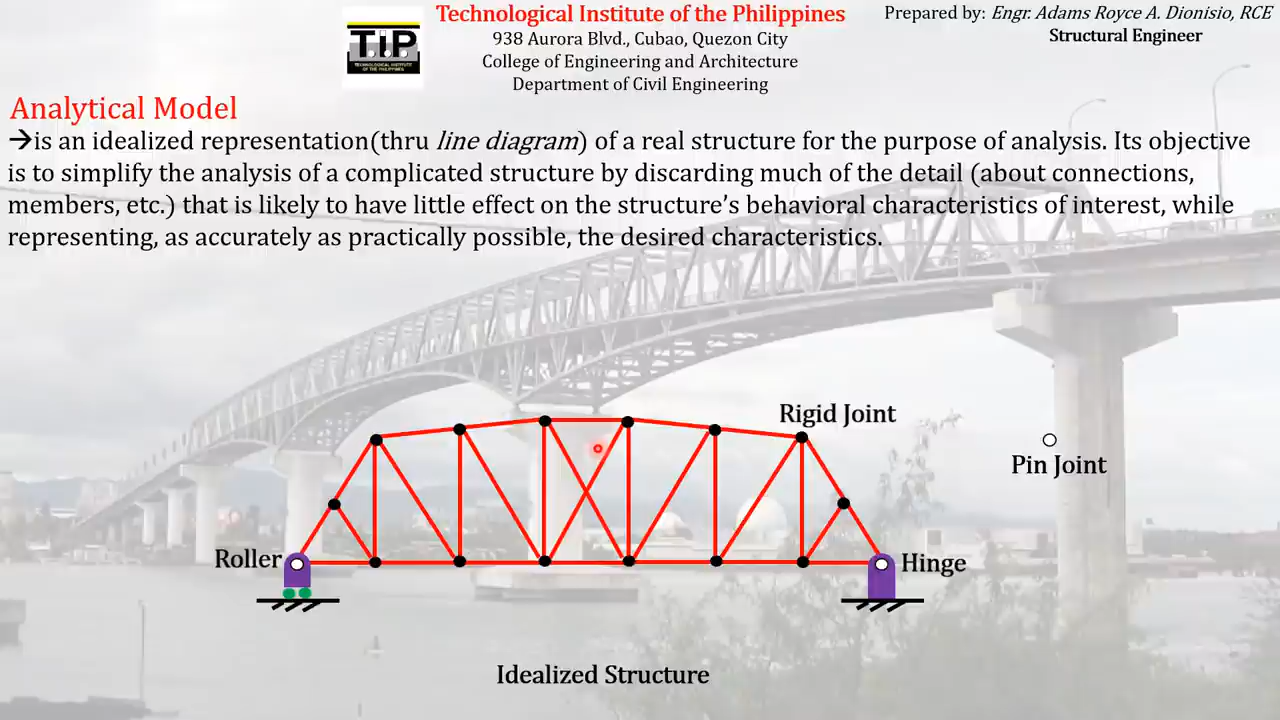 Technological Institute of the Philippines
938 Aurora Blvd., Cubao, Quezon City
College of Engineering and Architecture
Department of Civil Engineering
Prepared by: Engr. Adams Royce A. Dionisio, RCE
Structural Engineer
TiP
TECHNOLOGICAL INSTITUTE
OF THE PHILIPPINES
Analytical Model
→is an idealized representation(thru line diagram) of a real structure for the purpose of analysis. Its objective
is to simplify the analysis of a complicated structure by discarding much of the detail (about connections,
members, etc.) that is likely to have little effect on the structure’s behavioral characteristics of interest, while
representing, as accurately as practically possible, the desired characteristics.
Rigid Joint
Pin Joint
Roller
Hinge
Idealized Structure